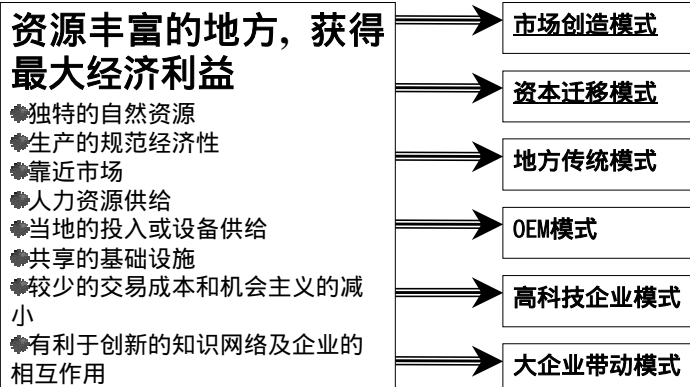 资源丰富的地方, 获得
最大经济利益
独特的自然资源
生产的规范经济性
靠近市场
人力资源供给
当地的投入或设备供给
共享的基础设施
较少的交易成本和机会主义的减
小
有利于创新的知识网络及企业的
相互作用
市场创造模式
资本迁移模式
地方传统模式
OEM模式
高科技企业模式
大企业带动模式